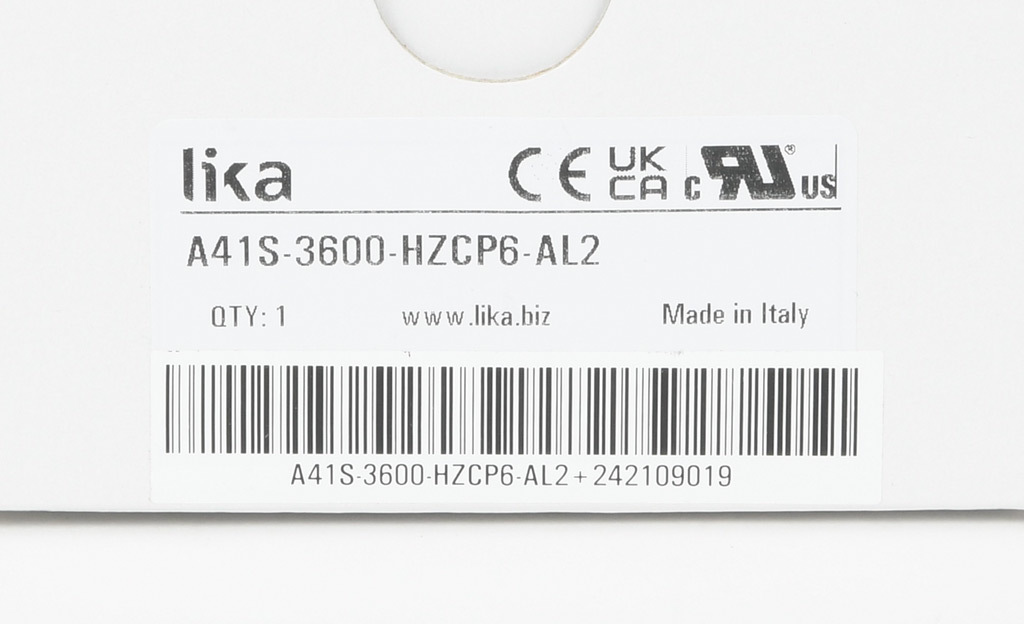 lika CE UK CA c RU ® US
A41S-3600-HZCP6-AL2
QTY: 1 www.lika.biz Made in Italy
A41S-3600-HZCP6-AL2+242109019